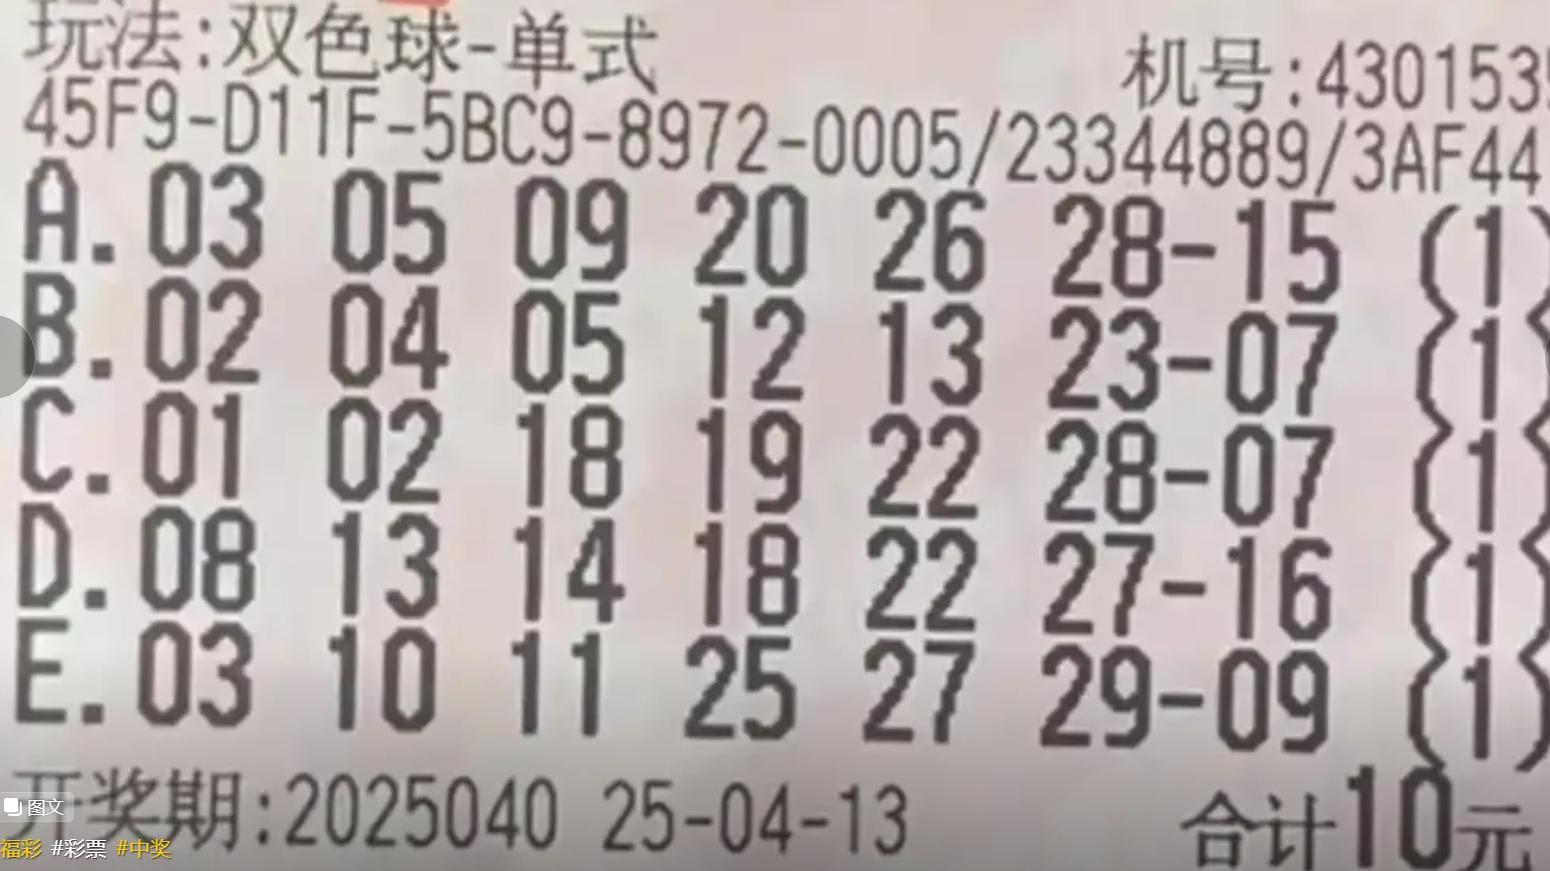 玩法:双色球-单式
机号:4301535
45F9-D11F-5BC9-8972-0005/23344889/3AF44
A. 03 05 09 20 26 28-15 (1)
B. 02 04 05 12 13 23-07 (1)
C. 01 02 18 19 22 28-07 (1)
D. 08 13 14 18 22 27-16 (1)
E. 03 10 11 25 27 29-09 (1)
开奖期:2025040 25-04-13
合计10元
图文
福彩 #彩票 #中奖